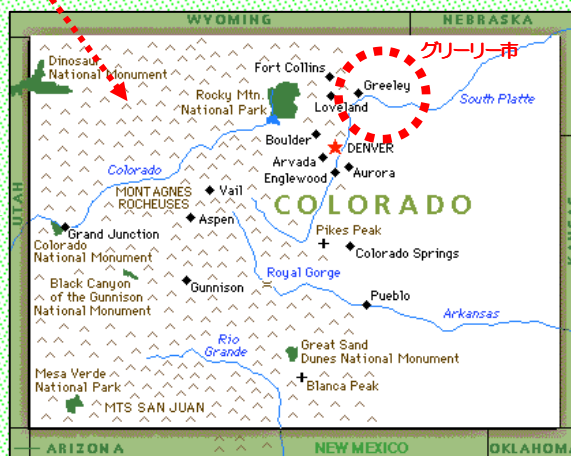 WYOMING
NEBRASKA
グリーリー市
Dinosaur
National Monument
Fort Collins
Greeley
Rocky Mtn.
National Park
Loveland
South Platte
Boulder
DENVER
Arvada
Englewood
Aurora
Colorado
MONTAGNES
ROCHEUSES
Vail
Aspen
COLORADO
UTAH
Grand Junction
Pikes Peak
Colorado
National Monument
Colorado Springs
Black Canyon
of the Gunnison
National Monument
Royal Gorge
Gunnison
Pueblo
Arkansas
Rio
Grande
Great Sand
Dunes National Monument
Mesa Verde
National Park
Blanca Peak
MTS SAN JUAN
ARIZONA
NEW MEXICO
OKLAHOMA